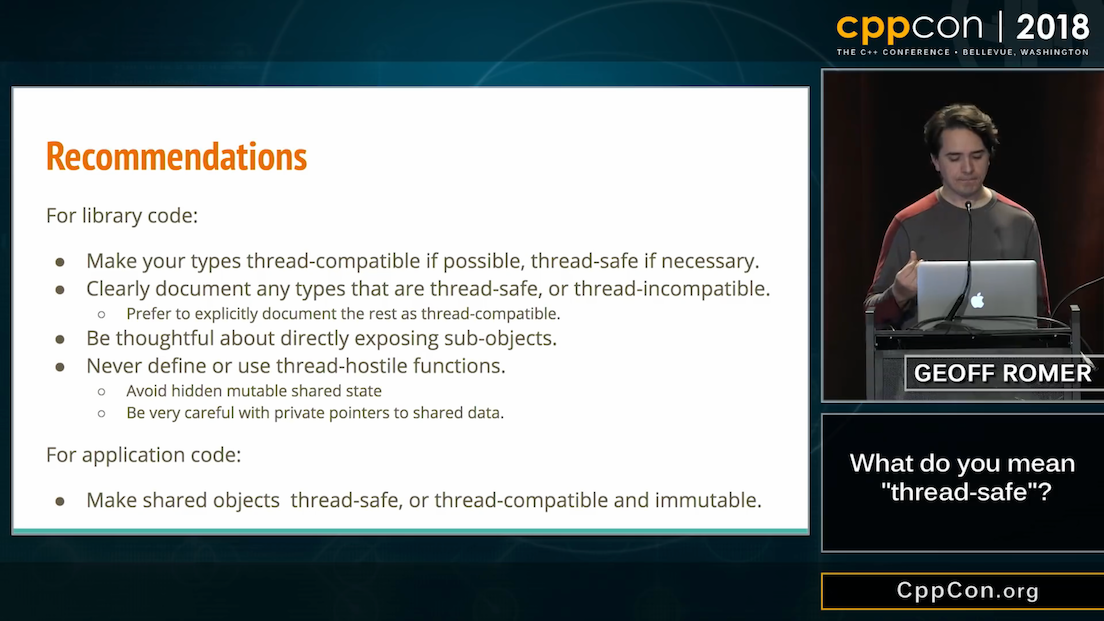 cppcon | 2018
THE C++ CONFERENCE • BELLEVUE, WASHINGTON
Recommendations
For library code:
● Make your types thread-compatible if possible, thread-safe if necessary.
● Clearly document any types that are thread-safe, or thread-incompatible.
○ Prefer to explicitly document the rest as thread-compatible.
● Be thoughtful about directly exposing sub-objects.
● Never define or use thread-hostile functions.
○ Avoid hidden mutable shared state
○ Be very careful with private pointers to shared data.
For application code:
● Make shared objects  thread-safe, or thread-compatible and immutable.
GEOFF ROMER
What do you mean
"thread-safe"?
CppCon.org